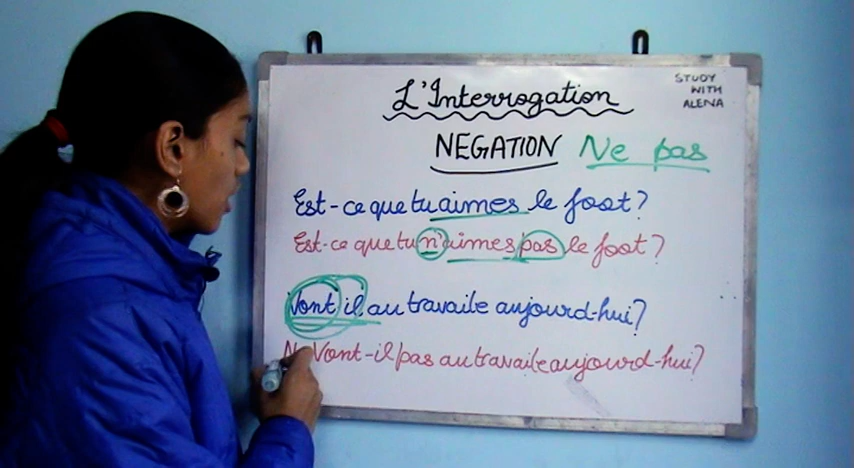 L'Interrogation
STUDY
WITH
ALENA
NEGATION Ne pas
Est-ce que tu aimes le foot?
Est-ce que tu n'aimes pas le foot?
Vont il au travaile aujourd-hui?
Vont-il pas au travaile aujourd-hui?